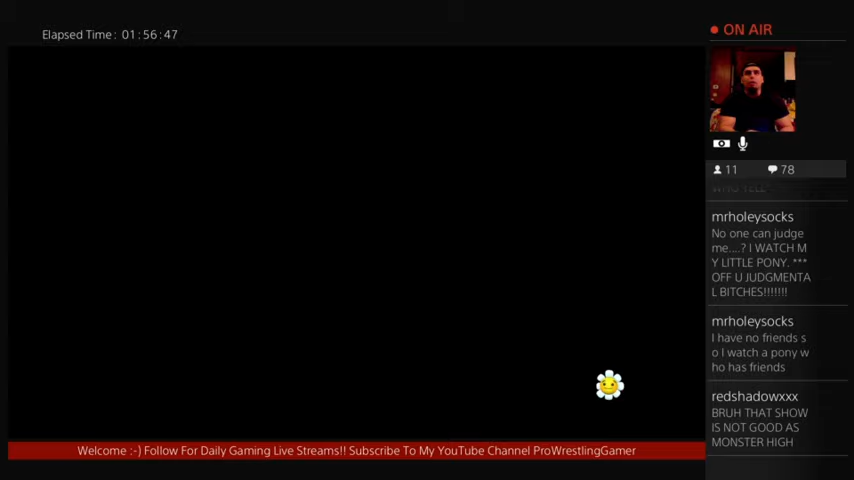 Elapsed Time: 01:56:47
ON AIR
11 78
WHO YELL
mrholeysocks
No one can judge
me....? I WATCH M
Y LITTLE PONY. ***
OFF U JUDGMENTA
L BITCHES!!!!!!!
mrholeysocks
I have no friends s
o I watch a pony w
ho has friends
redshadowxxx
BRUH THAT SHOW
IS NOT GOOD AS
MONSTER HIGH
Welcome :-) Follow For Daily Gaming Live Streams!! Subscribe To My YouTube Channel ProWrestlingGamer